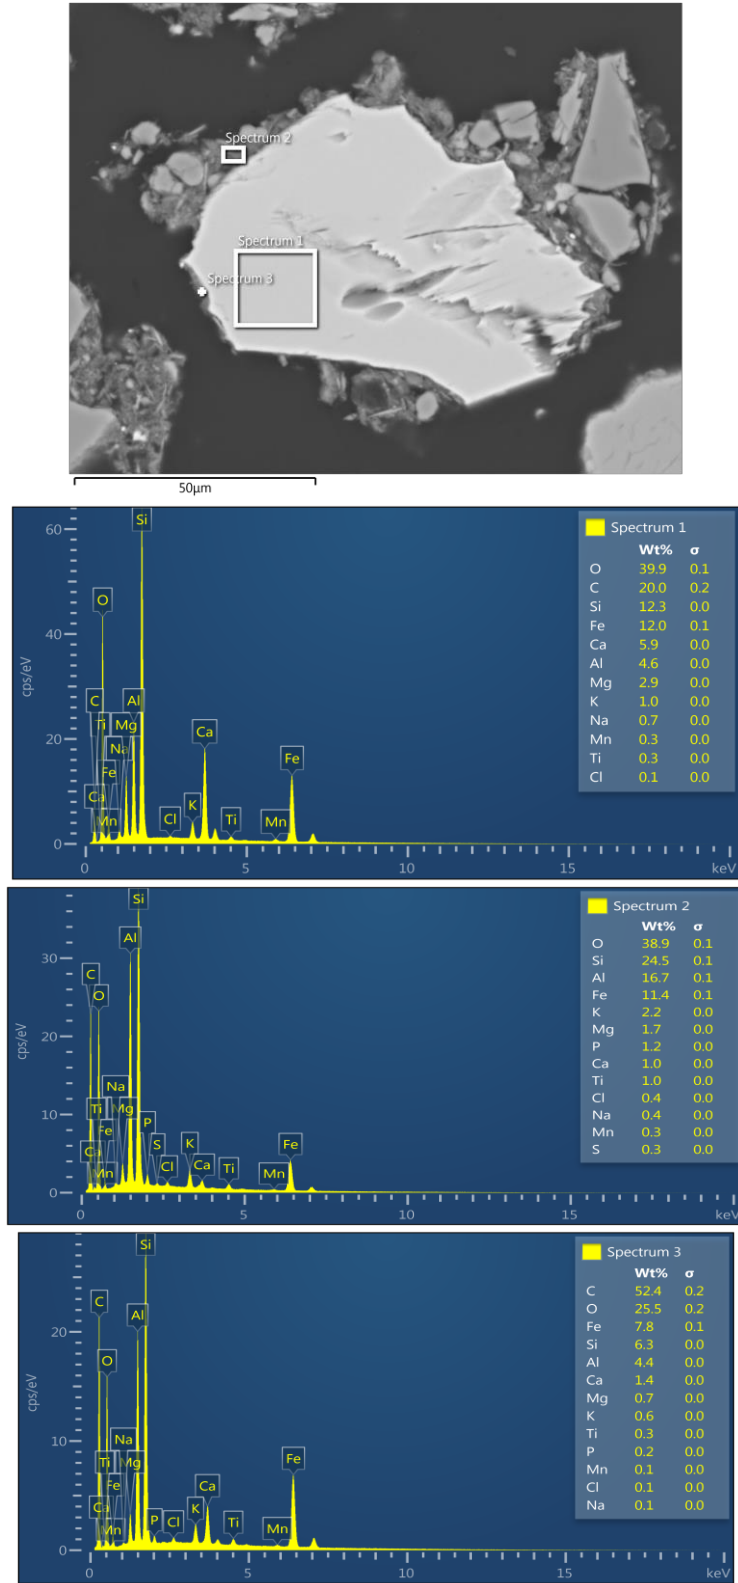 Spectrum 2
Spectrum 1
Spectrum 3
50µm
Spectrum 1
Wt% σ
O 39.9 0.1
C 20.0 0.2
Si 12.3 0.0
Fe 12.0 0.1
Ca 5.9 0.0
Al 4.6 0.0
Mg 2.9 0.0
K 1.0 0.0
Na 0.7 0.0
Mn 0.3 0.0
Ti 0.3 0.0
Cl 0.1 0.0
Si
60
O
40
cps/eV
C Al
Ti Mg
Na Ca
20
Fe Fe
Ca K
Mn Cl Ti Mn
0
0 5 10 15 keV
Spectrum 2
Wt% σ
O 38.9 0.1
Si 24.5 0.1
Al 16.7 0.1
Fe 11.4 0.1
K 2.2 0.0
Mg 1.7 0.0
P 1.2 0.0
Ca 1.0 0.0
Ti 1.0 0.0
Cl 0.4 0.0
Na 0.4 0.0
Mn 0.3 0.0
S 0.3 0.0
Si
Al
30
C
O
20
cps/eV
Na
Ti Mg
10
Fe P
Ca S K Fe
Mn Cl Ca Ti Mn
0
0 5 10 15 keV
Spectrum 3
Wt% σ
C 52.4 0.2
O 25.5 0.2
Fe 7.8 0.1
Si 6.3 0.0
Al 4.4 0.0
Ca 1.4 0.0
Mg 0.7 0.0
K 0.6 0.0
Ti 0.3 0.0
P 0.2 0.0
Mn 0.1 0.0
Cl 0.1 0.0
Na 0.1 0.0
Si
C
Al
20
O
cps/eV
Na
10
Ti Mg Fe
Fe Ca
Ca K
Mn P Cl Ti Mn
0
0 5 10 15 keV